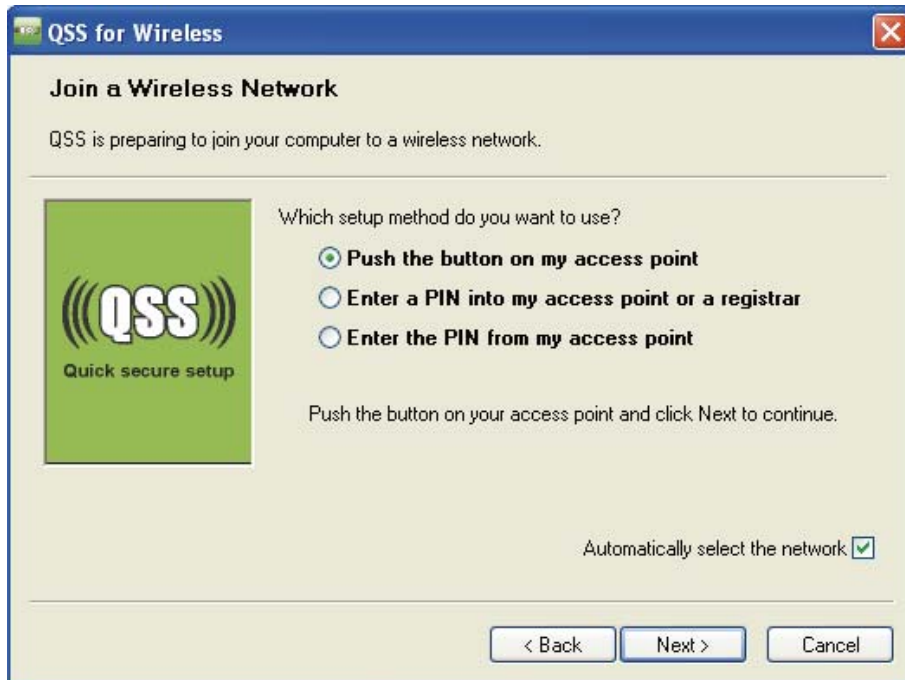 QSS for Wireless
Join a Wireless Network
QSS is preparing to join your computer to a wireless network.
Which setup method do you want to use?
Push the button on my access point
Enter a PIN into my access point or a registrar
Enter the PIN from my access point
(((QSS)))
Quick secure setup
Push the button on your access point and click Next to continue.
Automatically select the network
< Back Next > Cancel